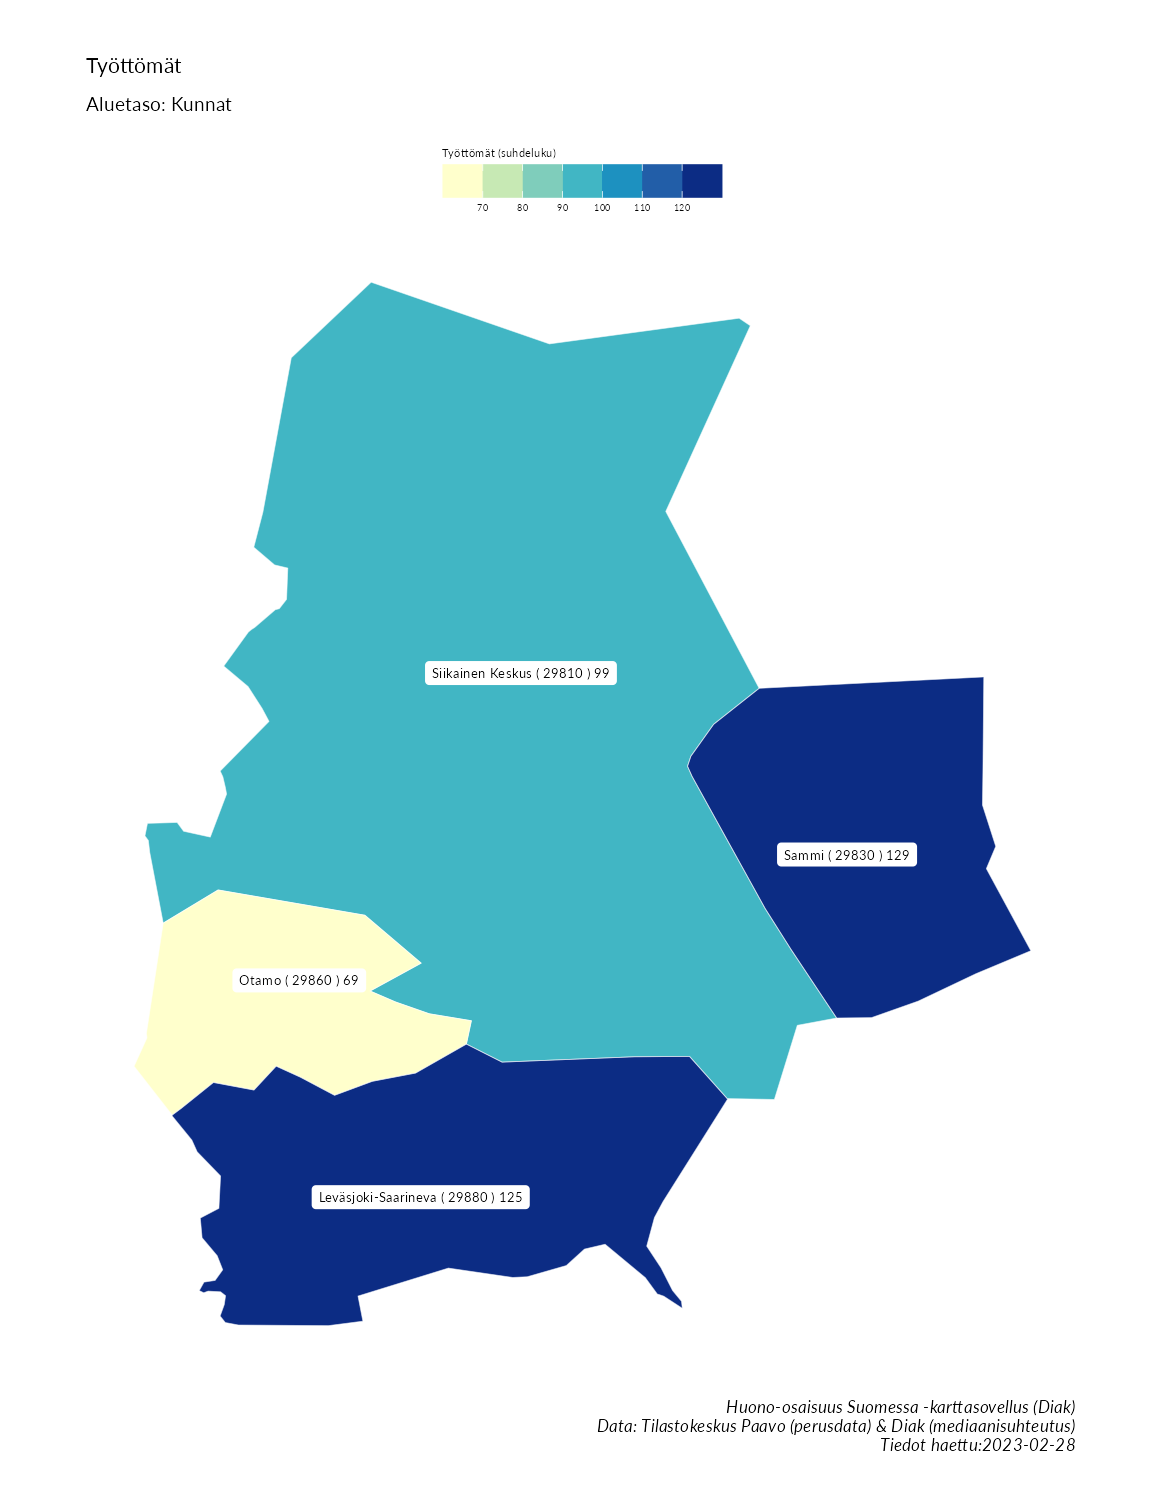 Työttömät
Aluetaso: Kunnat
Työttömät (suhdeluku)
70 80 90 100 110 120
Siikainen Keskus ( 29810 ) 99
Sammi ( 29830 ) 129
Otamo ( 29860 ) 69
Leväsjoki-Saarineva ( 29880 ) 125
Huono-osaisuus Suomessa -karttasovellus (Diak)
Data: Tilastokeskus Paavo (perusdata) & Diak (mediaanisuhteutus)
Tiedot haettu:2023-02-28